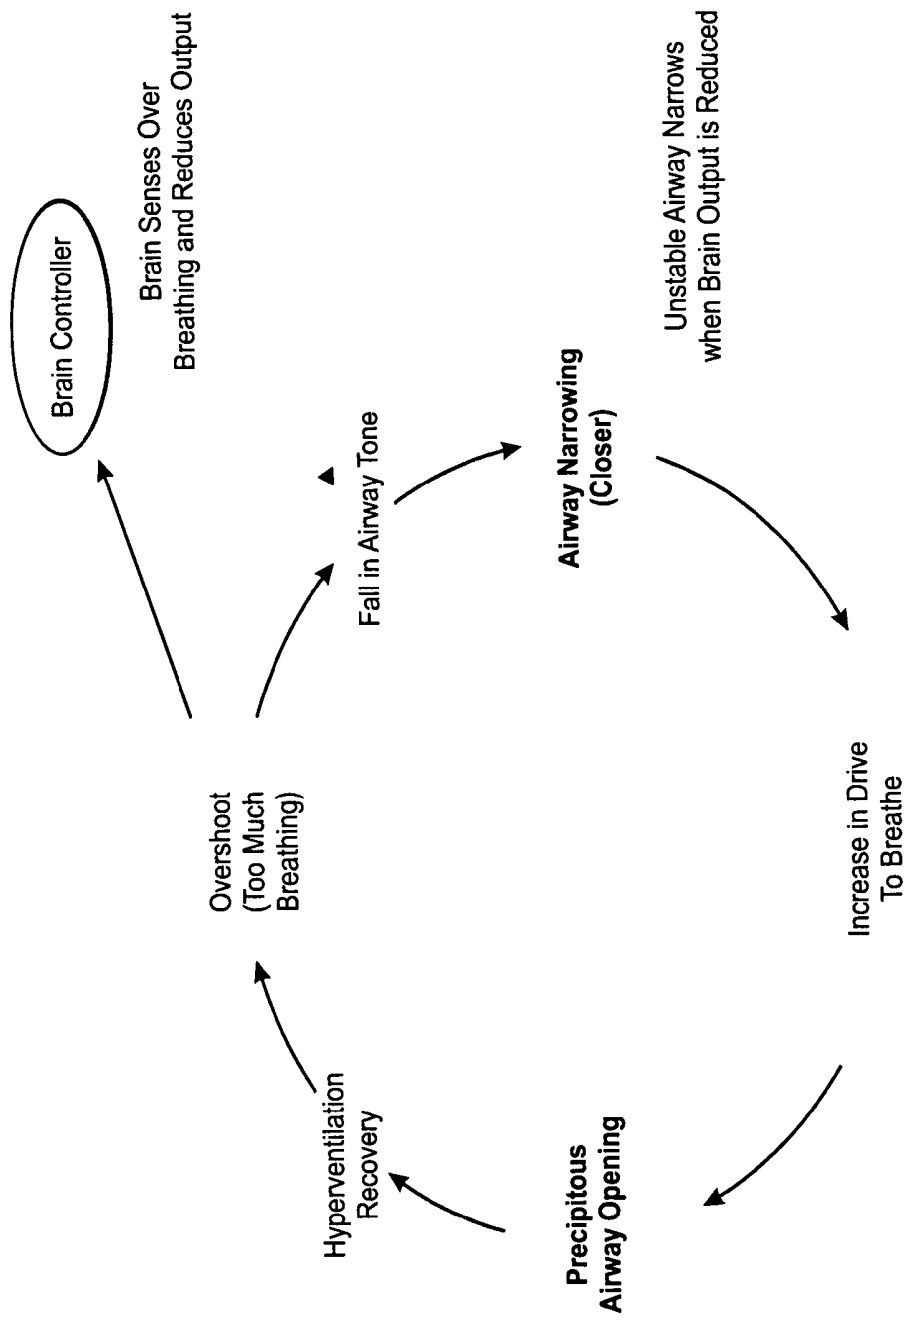 Brain Controller
Brain Senses Over
Breathing and Reduces Output
Overshoot
(Too Much
Breathing)
Fall in Airway Tone
Hyperventilation
Recovery
Airway Narrowing
(Closer)
Unstable Airway Narrows
when Brain Output is Reduced
Precipitous
Airway Opening
Increase in Drive
To Breathe